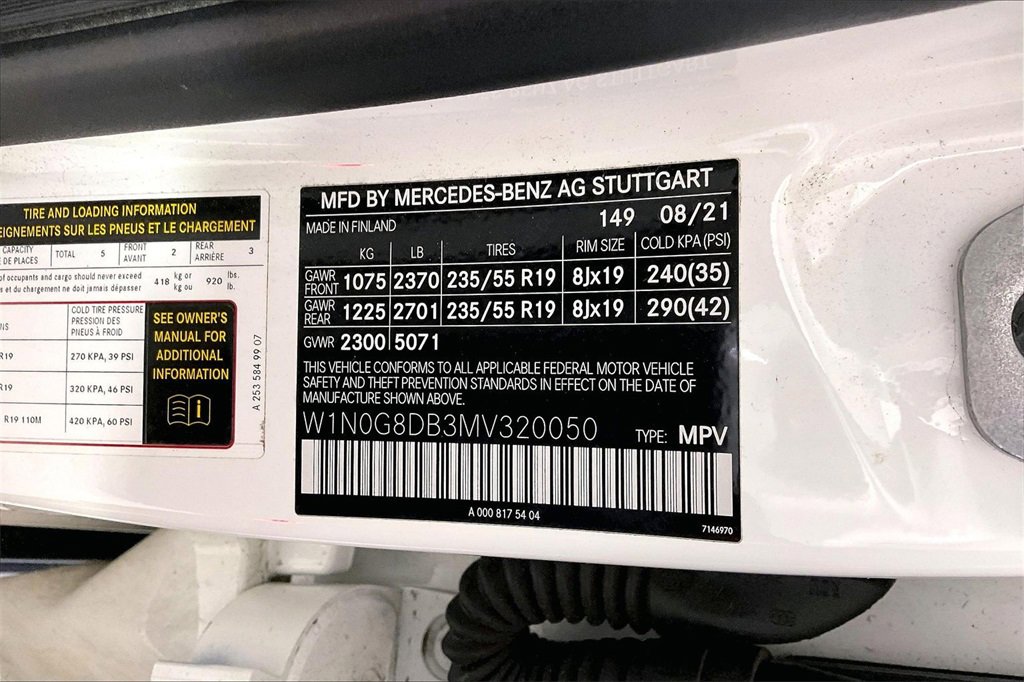 TIRE AND LOADING INFORMATION
EIGNEMENTS SUR LES PNEUS ET LE CHARGEMENT
CAPACITY TOTAL 5 FRONT 2 REAR 3
DE PLACES AVANT ARRIÈRE
of occupants and cargo should never exceed 418 kg or 920 lbs.
et du chargement ne doit jamais dépasser kg ou lb.
COLD TIRE PRESSURE
PRESSION DES
PNEUS À FROID
R19 270 KPA, 39 PSI
R19 320 KPA, 46 PSI
R19 110M 420 KPA, 60 PSI
SEE OWNER'S
MANUAL FOR
ADDITIONAL
INFORMATION
A 253 584 99 07
MFD BY MERCEDES-BENZ AG STUTTGART
MADE IN FINLAND 149 08/21
KG LB TIRES RIM SIZE COLD KPA (PSI)
GAWR FRONT 1075 2370 235/55 R19 8Jx19 240(35)
GAWR REAR 1225 2701 235/55 R19 8Jx19 290(42)
GVWR 2300 5071
THIS VEHICLE CONFORMS TO ALL APPLICABLE FEDERAL MOTOR VEHICLE
SAFETY AND THEFT PREVENTION STANDARDS IN EFFECT ON THE DATE OF
MANUFACTURE SHOWN ABOVE.
W1N0G8DB3MV320050 TYPE: MPV
A 000 817 54 04
7146970